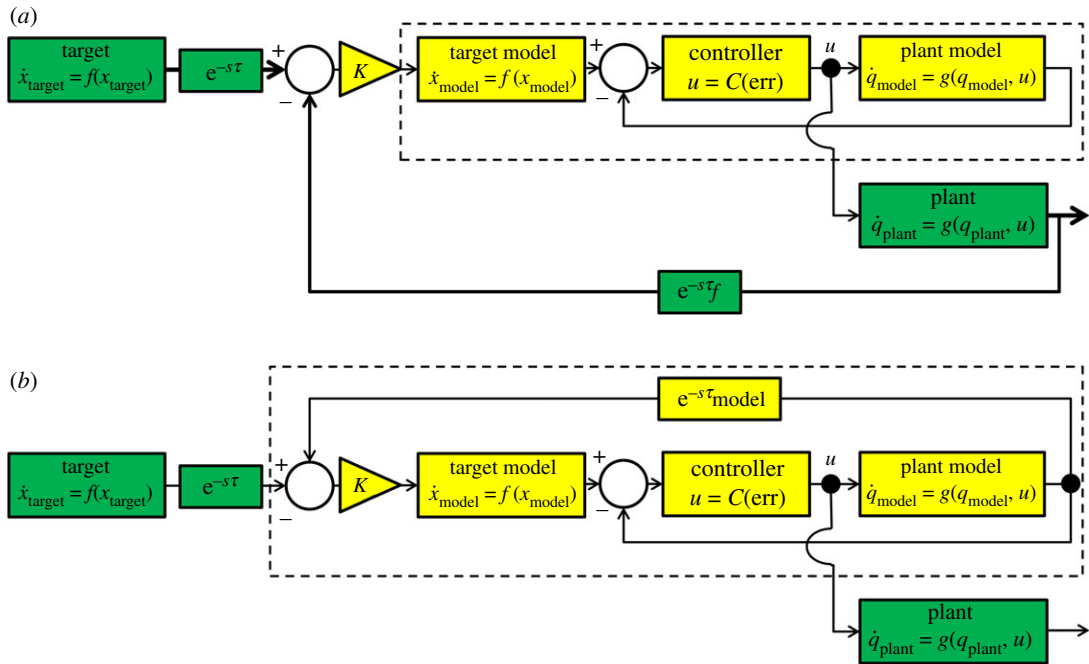 (a)
target
ẋtarget = f(xtarget)
e−sτ
+
−
K
target model
ẋmodel = f (xmodel)
+
−
controller
u = C(err)
u
plant model
q̇model = g(qmodel, u)
plant
q̇plant = g(qplant, u)
e−sτf
(b)
e−sτmodel
target
ẋtarget = f(xtarget)
e−sτ
+
−
K
target model
ẋmodel = f (xmodel)
+
−
controller
u = C(err)
u
plant model
q̇model = g(qmodel, u)
plant
q̇plant = g(qplant, u)